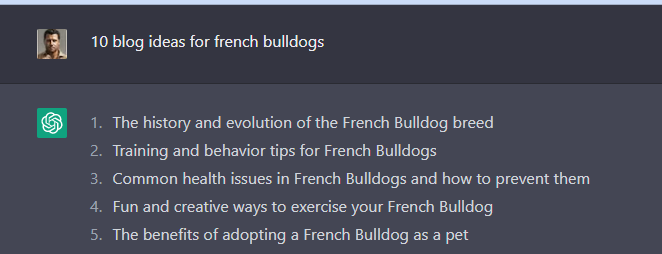 10 blog ideas for french bulldogs
1. The history and evolution of the French Bulldog breed
2. Training and behavior tips for French Bulldogs
3. Common health issues in French Bulldogs and how to prevent them
4. Fun and creative ways to exercise your French Bulldog
5. The benefits of adopting a French Bulldog as a pet